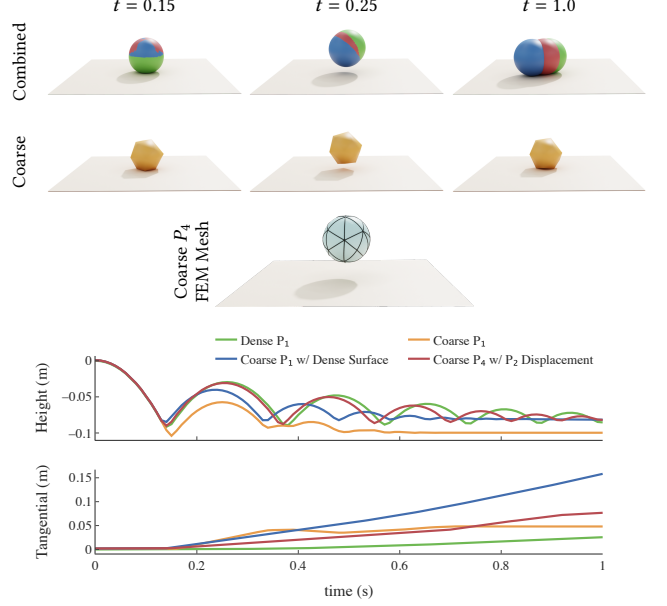 t = 0.15
t = 0.25
t = 1.0
Combined
Coarse
Coarse P₄
FEM Mesh
Dense P₁
Coarse P₁
Coarse P₁ w/ Dense Surface
Coarse P₄ w/ P₂ Displacement
Height (m)
0
−0.05
−0.1
Tangential (m)
0.15
0.1
0.05
0
0
0.2
0.4
0.6
0.8
1
time (s)